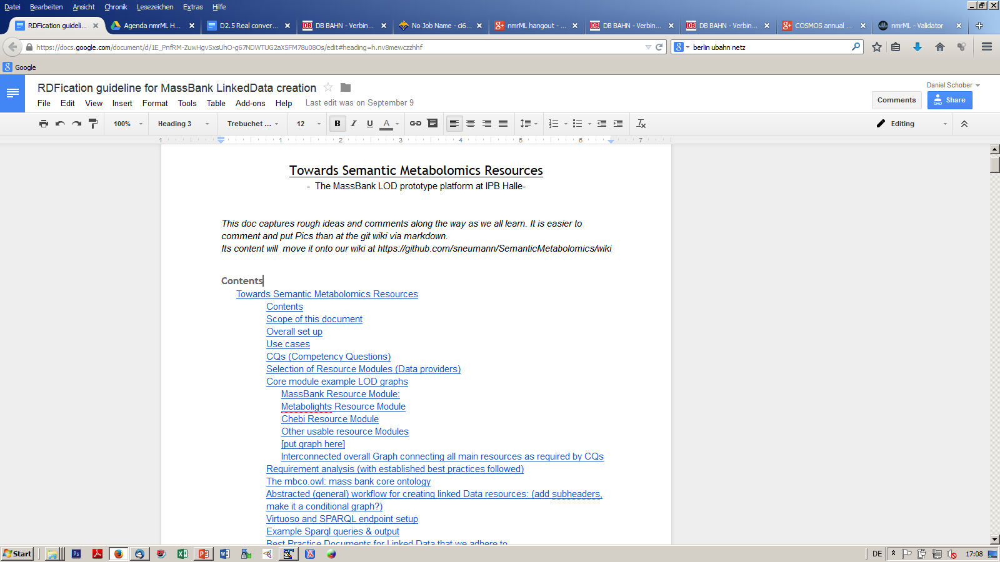 Datei Bearbeiten Ansicht Chronik Lesezeichen Extras Hilfe
RDFication guideli... Agenda nmrML H... D2.5 Real conver... DB BAHN - Verbin... No Job Name - ci6... nmrML hangout - ... DB BAHN - Verbin... DB BAHN - Verbin... COSMOS annual ... nmrML - Validator
https://docs.google.com/document/d/1E_PnfRM-ZuwHgvSxsUhO-g67NDWTUG2aXSFM78u08Os/edit#heading=h.nv8mewczzhhf berlin ubahn netz
Google
RDFication guideline for MassBank LinkedData creation
Daniel Schober
File Edit View Insert Format Tools Table Add-ons Help Last edit was on September 9
Comments Share
100% Heading 3 Trebuchet ... 12 B I U A Editing
1 1 2 3 4 5 6 7
Towards Semantic Metabolomics Resources
- The MassBank LOD prototype platform at IPB Halle-
This doc captures rough ideas and comments along the way as we all learn. It is easier to
comment and put Pics than at the git wiki via markdown.
Its content will move it onto our wiki at https://github.com/sneumann/SemanticMetabolomics/wiki
Contents
Towards Semantic Metabolomics Resources
Contents
Scope of this document
Overall set up
Use cases
CQs (Competency Questions)
Selection of Resource Modules (Data providers)
Core module example LOD graphs
MassBank Resource Module:
Metabolights Resource Module
Chebi Resource Module
Other usable resource Modules
[put graph here]
Interconnected overall Graph connecting all main resources as required by CQs
Requirement analysis (with established best practices followed)
The mbco.owl: mass bank core ontology
Abstracted (general) workflow for creating linked Data resources: (add subheaders,
make it a conditional graph?)
Virtuoso and SPARQL endpoint setup
Example Sparql queries & output
Best Practice Documents for Linked Data that we adhere to
Start DE 17:08